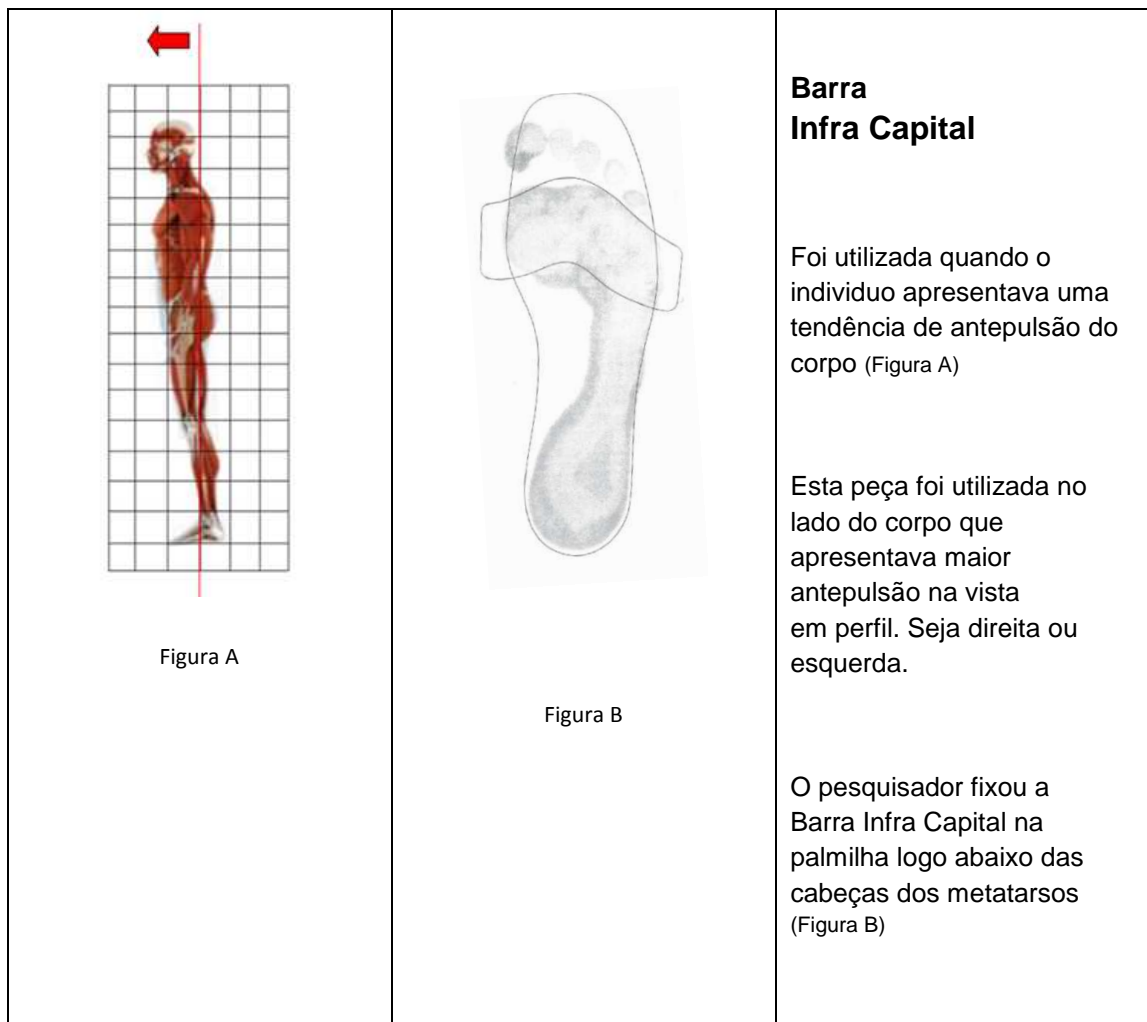 Figura A
Figura B
Barra
Infra Capital
Foi utilizada quando o
individuo apresentava uma
tendência de antepulsão do
corpo (Figura A)
Esta peça foi utilizada no
lado do corpo que
apresentava maior
antepulsão na vista
em perfil. Seja direita ou
esquerda.
O pesquisador fixou a
Barra Infra Capital na
palmilha logo abaixo das
cabeças dos metatarsos
(Figura B)